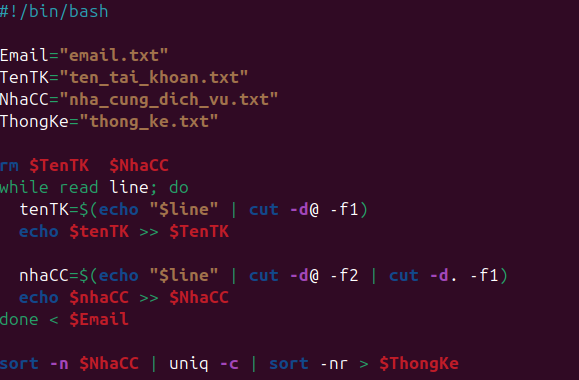 #!/bin/bash
Email="email.txt"
TenTK="ten_tai_khoan.txt"
NhaCC="nha_cung_dich_vu.txt"
ThongKe="thong_ke.txt"
rm $TenTK  $NhaCC
while read line; do
  tenTK=$(echo "$line" | cut -d@ -f1)
  echo $tenTK >> $TenTK
  nhaCC=$(echo "$line" | cut -d@ -f2 | cut -d. -f1)
  echo $nhaCC >> $NhaCC
done < $Email
sort -n $NhaCC | uniq -c | sort -nr > $ThongKe